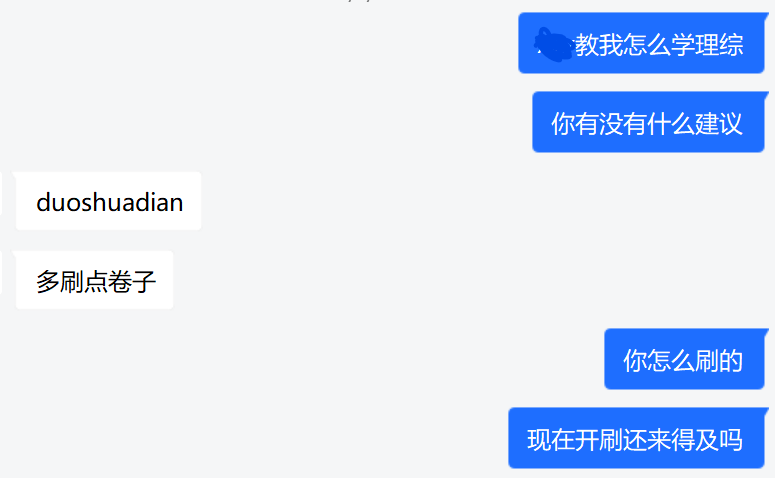 教我怎么学理综
你有没有什么建议
duoshuadian
多刷点卷子
你怎么刷的
现在开刷还来得及吗